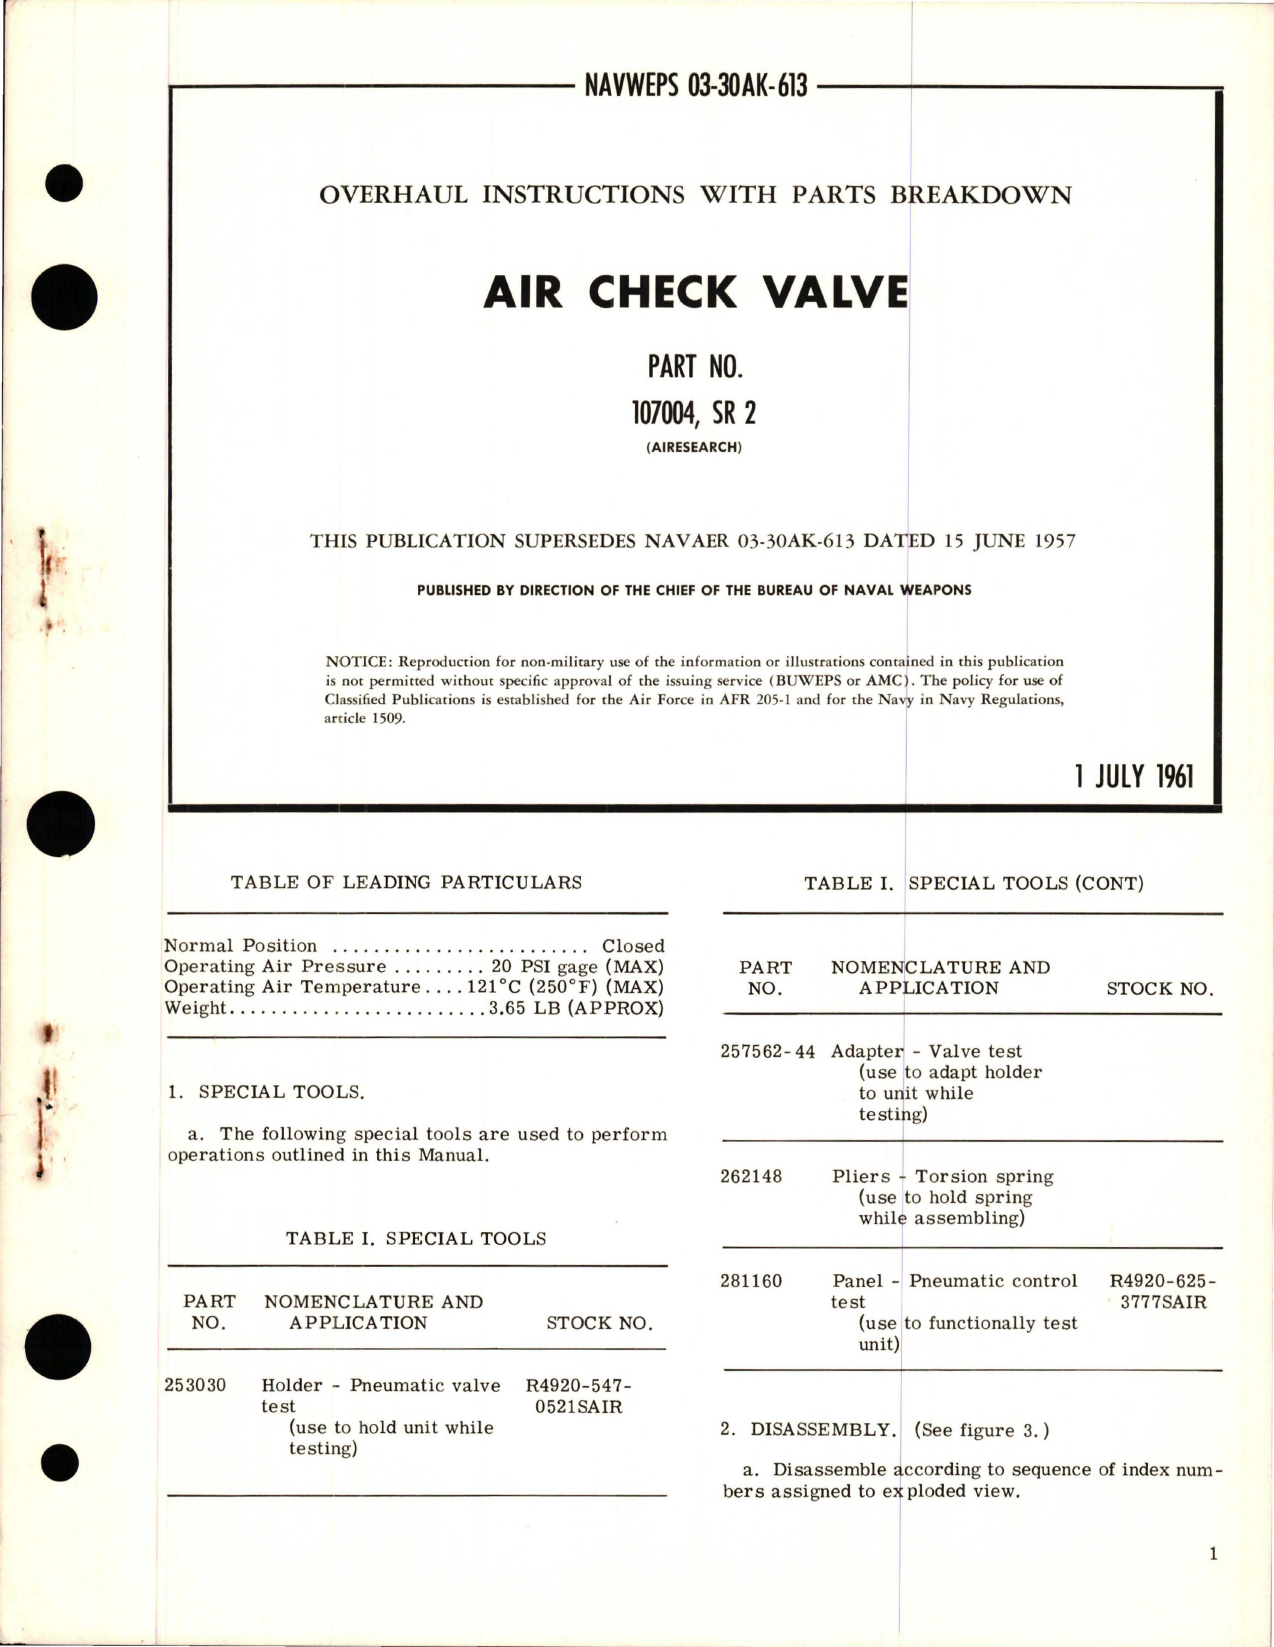 NAVWEPS 03-30AK-613
OVERHAUL INSTRUCTIONS WITH PARTS BREAKDOWN
AIR CHECK VALVE
PART NO.
107004, SR 2
(AIRESEARCH)
THIS PUBLICATION SUPERSEDES NAVAER 03-30AK-613 DATED 15 JUNE 1957
PUBLISHED BY DIRECTION OF THE CHIEF OF THE BUREAU OF NAVAL WEAPONS
NOTICE: Reproduction for non-military use of the information or illustrations contained in this publication
is not permitted without specific approval of the issuing service (BUWEPS or AMC). The policy for use of
Classified Publications is established for the Air Force in AFR 205-1 and for the Navy in Navy Regulations,
article 1509.
1 JULY 1961
TABLE OF LEADING PARTICULARS
Normal Position ......................... Closed
Operating Air Pressure ......... 20 PSI gage (MAX)
Operating Air Temperature .... 121°C (250°F) (MAX)
Weight......................... 3.65 LB (APPROX)
1. SPECIAL TOOLS.
a. The following special tools are used to perform
operations outlined in this Manual.
TABLE I. SPECIAL TOOLS
PART NOMENCLATURE AND
NO. APPLICATION STOCK NO.
253030 Holder - Pneumatic valve R4920-547-
test 0521SAIR
(use to hold unit while
testing)
TABLE I. SPECIAL TOOLS (CONT)
PART NOMENCLATURE AND
NO. APPLICATION STOCK NO.
257562-44 Adapter - Valve test
(use to adapt holder
to unit while
testing)
262148 Pliers - Torsion spring
(use to hold spring
while assembling)
281160 Panel - Pneumatic control R4920-625-
test 3777SAIR
(use to functionally test
unit)
2. DISASSEMBLY. (See figure 3.)
a. Disassemble according to sequence of index num-
bers assigned to exploded view.
1